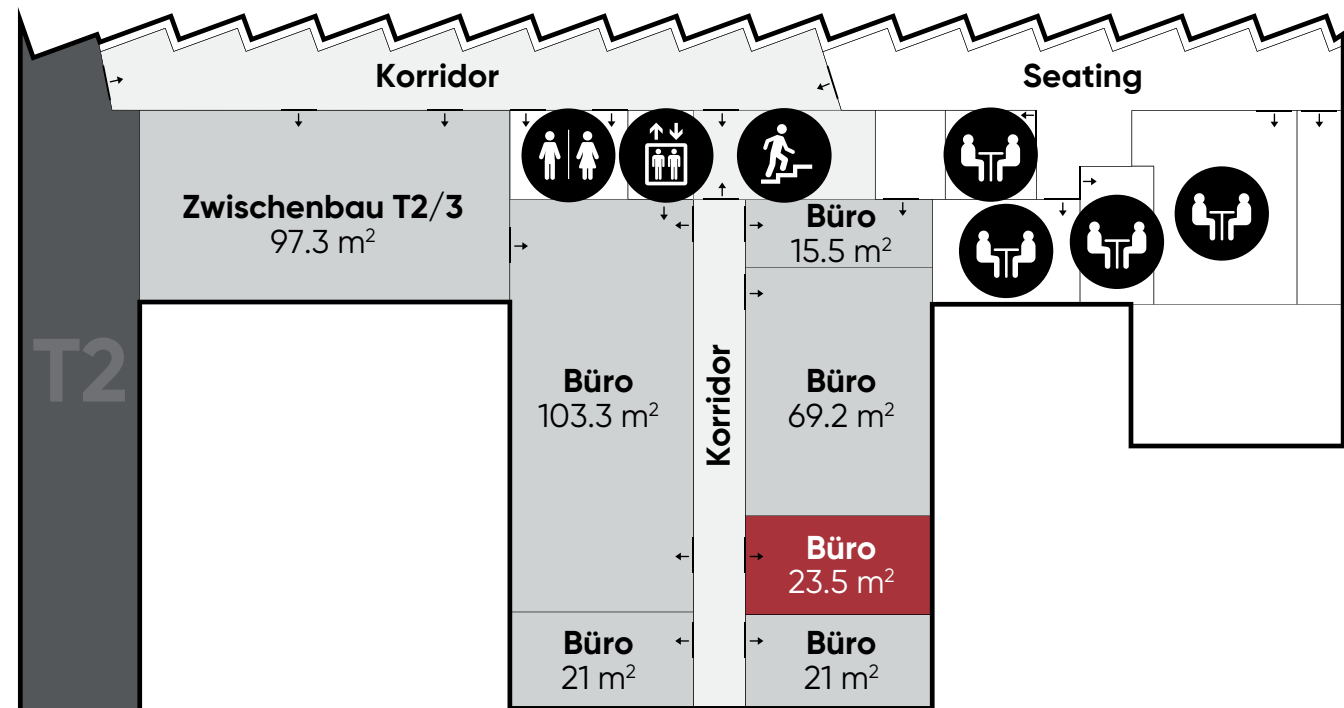 Korridor
Seating
Zwischenbau T2/3
97.3 m²
Büro
15.5 m²
T2
Büro
103.3 m²
Korridor
Büro
69.2 m²
Büro
23.5 m²
Büro
21 m²
Büro
21 m²